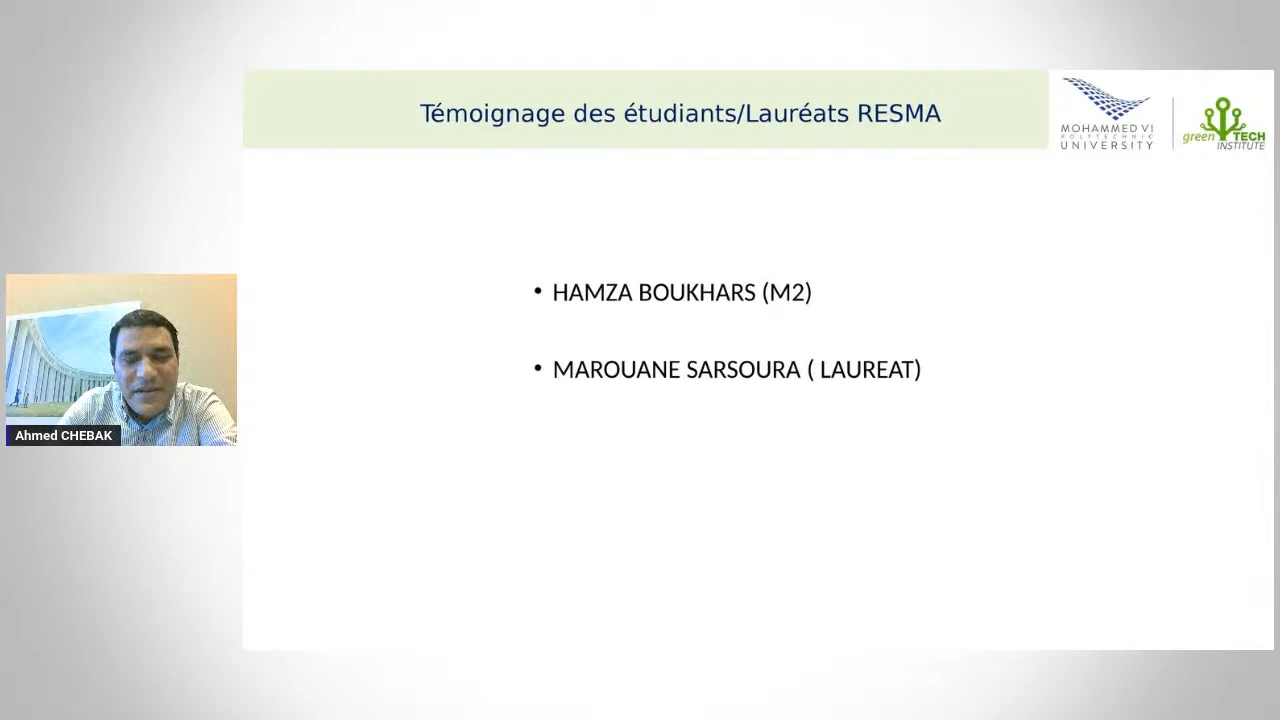 Témoignage des étudiants/Lauréats RESMA
MOHAMMED VI
POLYTECHNIC
UNIVERSITY
green TECH
INSTITUTE
• HAMZA BOUKHARS (M2)
• MAROUANE SARSOURA ( LAUREAT)
Ahmed CHEBAK